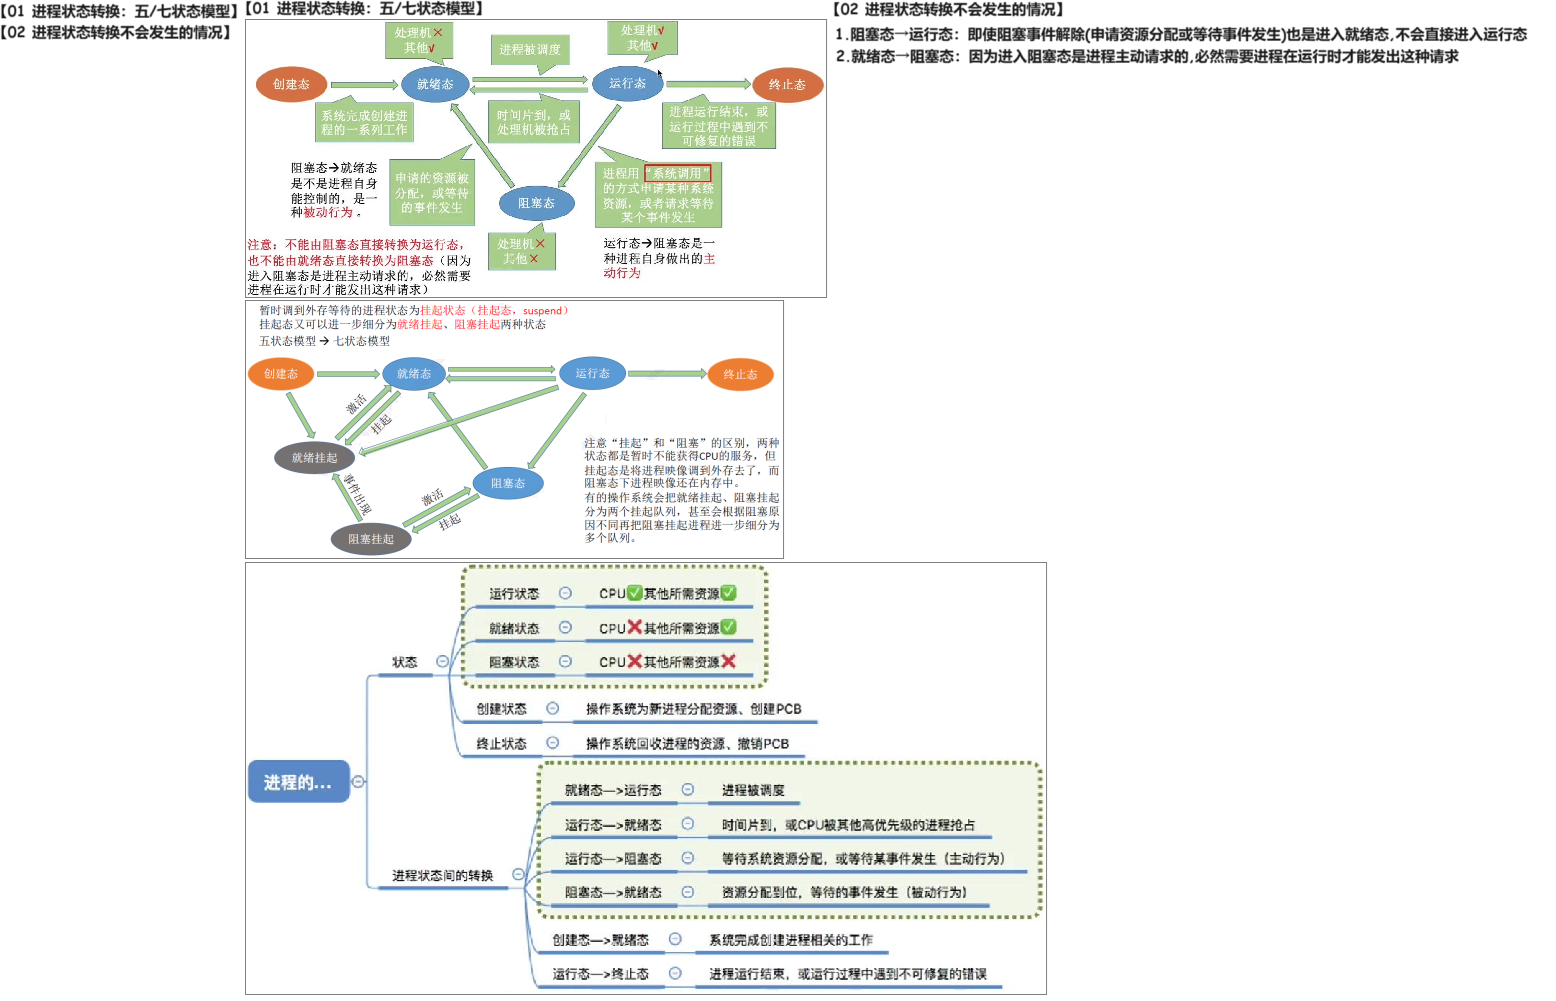 【01 进程状态转换：五/七状态模型】
【02 进程状态转换不会发生的情况】
【01 进程状态转换：五/七状态模型】
处理机×
其他√
进程被调度
处理机√
其他√
创建态
就绪态
运行态
终止态
系统完成创建进
程的一系列工作
时间片到，或
处理机被抢占
进程运行结束，或
运行过程中遇到不
可修复的错误
阻塞态→就绪态
是不是进程自身
能控制的，是一
种被动行为。
申请的资源被
分配，或等待
的事件发生
进程用“系统调用”
的方式申请某种系统
资源，或者请求等待
某个事件发生
阻塞态
处理机×
其他×
运行态→阻塞态是一
种进程自身做出的主
动行为
注意：不能由阻塞态直接转换为运行态，
也不能由就绪态直接转换为阻塞态（因为
进入阻塞态是进程主动请求的，必然需要
进程在运行时才能发出这种请求）
暂时调到外存等待的进程状态为挂起状态（挂起态，suspend）
挂起态又可以进一步细分为就绪挂起、阻塞挂起两种状态
五状态模型→七状态模型
创建态
就绪态
运行态
终止态
激活
挂起
就绪挂起
事件出现
激活
挂起
阻塞态
阻塞挂起
注意“挂起”和“阻塞”的区别，两种
状态都是暂时不能获得CPU的服务，但
挂起态是将进程映像调到外存去了，而
阻塞态下进程映像还在内存中。
有的操作系统会把就绪挂起、阻塞挂起
分为两个挂起队列，甚至会根据阻塞原
因不同再把阻塞挂起进程进一步细分为
多个队列。
进程的...
状态
运行状态 CPU✅其他所需资源✅
就绪状态 CPU❌其他所需资源✅
阻塞状态 CPU❌其他所需资源❌
创建状态 操作系统为新进程分配资源、创建PCB
终止状态 操作系统回收进程的资源、撤销PCB
进程状态间的转换
就绪态—>运行态 进程被调度
运行态—>就绪态 时间片到，或CPU被其他高优先级的进程抢占
运行态—>阻塞态 等待系统资源分配，或等待某事件发生（主动行为）
阻塞态—>就绪态 资源分配到位，等待的事件发生（被动行为）
创建态—>就绪态 系统完成创建进程相关的工作
运行态—>终止态 进程运行结束，或运行过程中遇到不可修复的错误
【02 进程状态转换不会发生的情况】
1.阻塞态→运行态：即使阻塞事件解除(申请资源分配或等待事件发生)也是进入就绪态,不会直接进入运行态
2.就绪态→阻塞态：因为进入阻塞态是进程主动请求的,必然需要进程在运行时才能发出这种请求